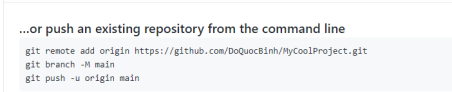 ...or push an existing repository from the command line
git remote add origin https://github.com/DoQuocBinh/MyCoolProject.git
git branch -M main
git push -u origin main